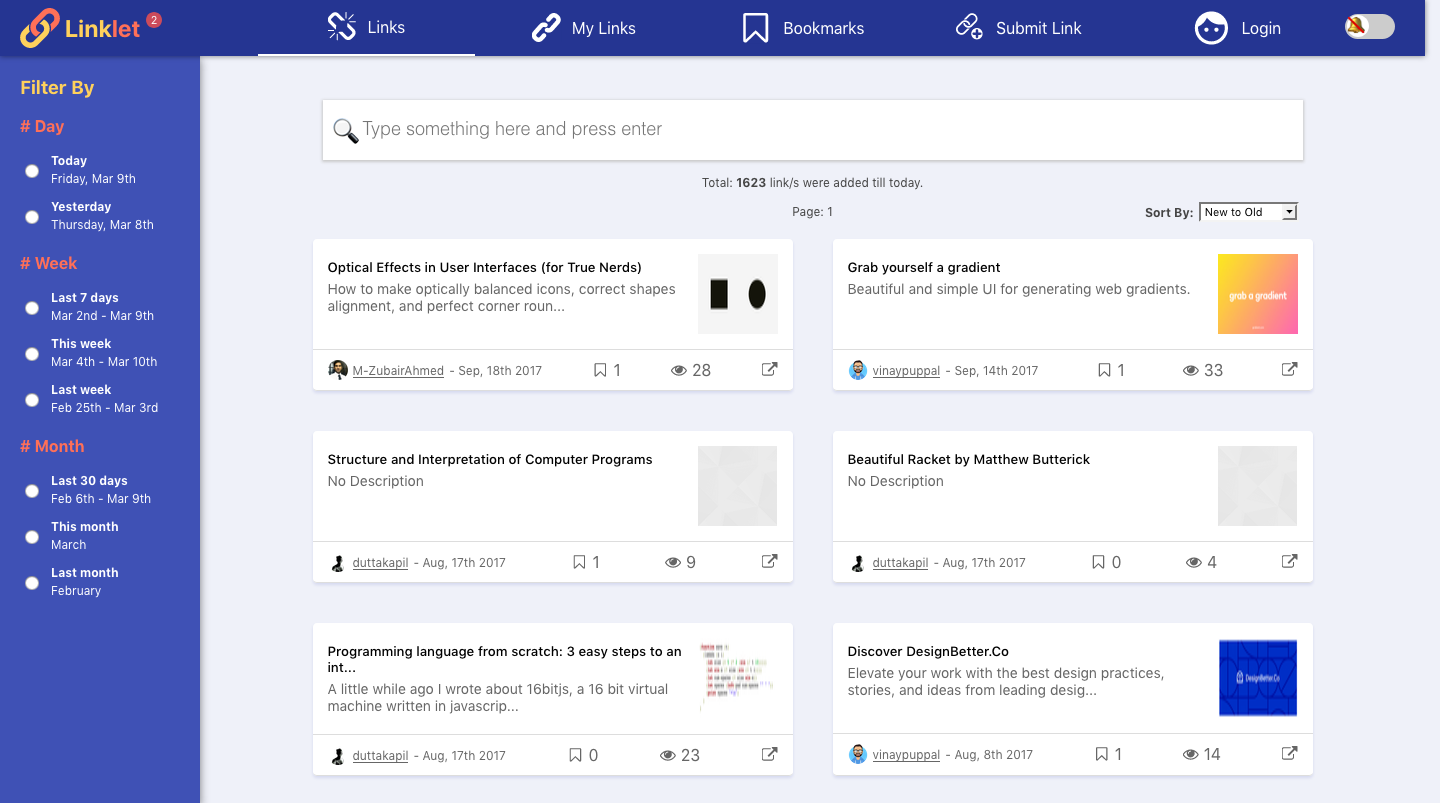 Linklet 2
Links
My Links
Bookmarks
Submit Link
Login
Filter By
# Day
Today
Friday, Mar 9th
Yesterday
Thursday, Mar 8th
# Week
Last 7 days
Mar 2nd - Mar 9th
This week
Mar 4th - Mar 10th
Last week
Feb 25th - Mar 3rd
# Month
Last 30 days
Feb 6th - Mar 9th
This month
March
Last month
February
Type something here and press enter
Total: 1623 link/s were added till today.
Page: 1
Sort By: New to Old
Optical Effects in User Interfaces (for True Nerds)
How to make optically balanced icons, correct shapes
alignment, and perfect corner roun...
M-ZubairAhmed - Sep, 18th 2017 1 28
Grab yourself a gradient
Beautiful and simple UI for generating web gradients.
grab a gradient
vinaypuppal - Sep, 14th 2017 1 33
Structure and Interpretation of Computer Programs
No Description
duttakapil - Aug, 17th 2017 1 9
Beautiful Racket by Matthew Butterick
No Description
duttakapil - Aug, 17th 2017 0 4
Programming language from scratch: 3 easy steps to an
int...
A little while ago I wrote about 16bitjs, a 16 bit virtual
machine written in javascrip...
duttakapil - Aug, 17th 2017 0 23
Discover DesignBetter.Co
Elevate your work with the best design practices,
stories, and ideas from leading desig...
DesignBetter.Co
vinaypuppal - Aug, 8th 2017 1 14